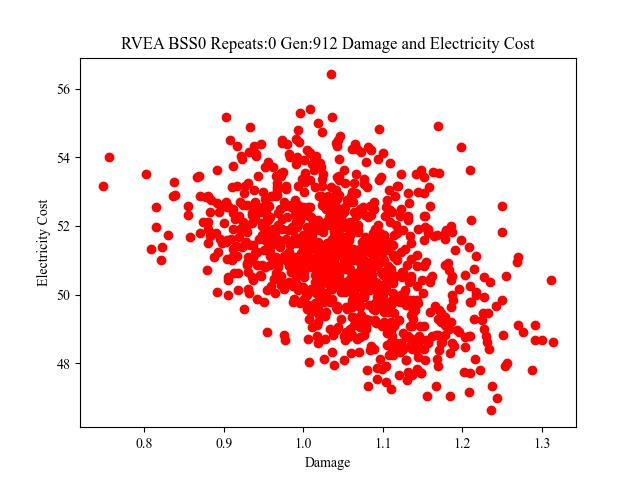 RVEA BSS0 Repeats:0 Gen:912 Damage and Electricity Cost
56
54
52
50
48
Electricity Cost
0.8 0.9 1.0 1.1 1.2 1.3
Damage